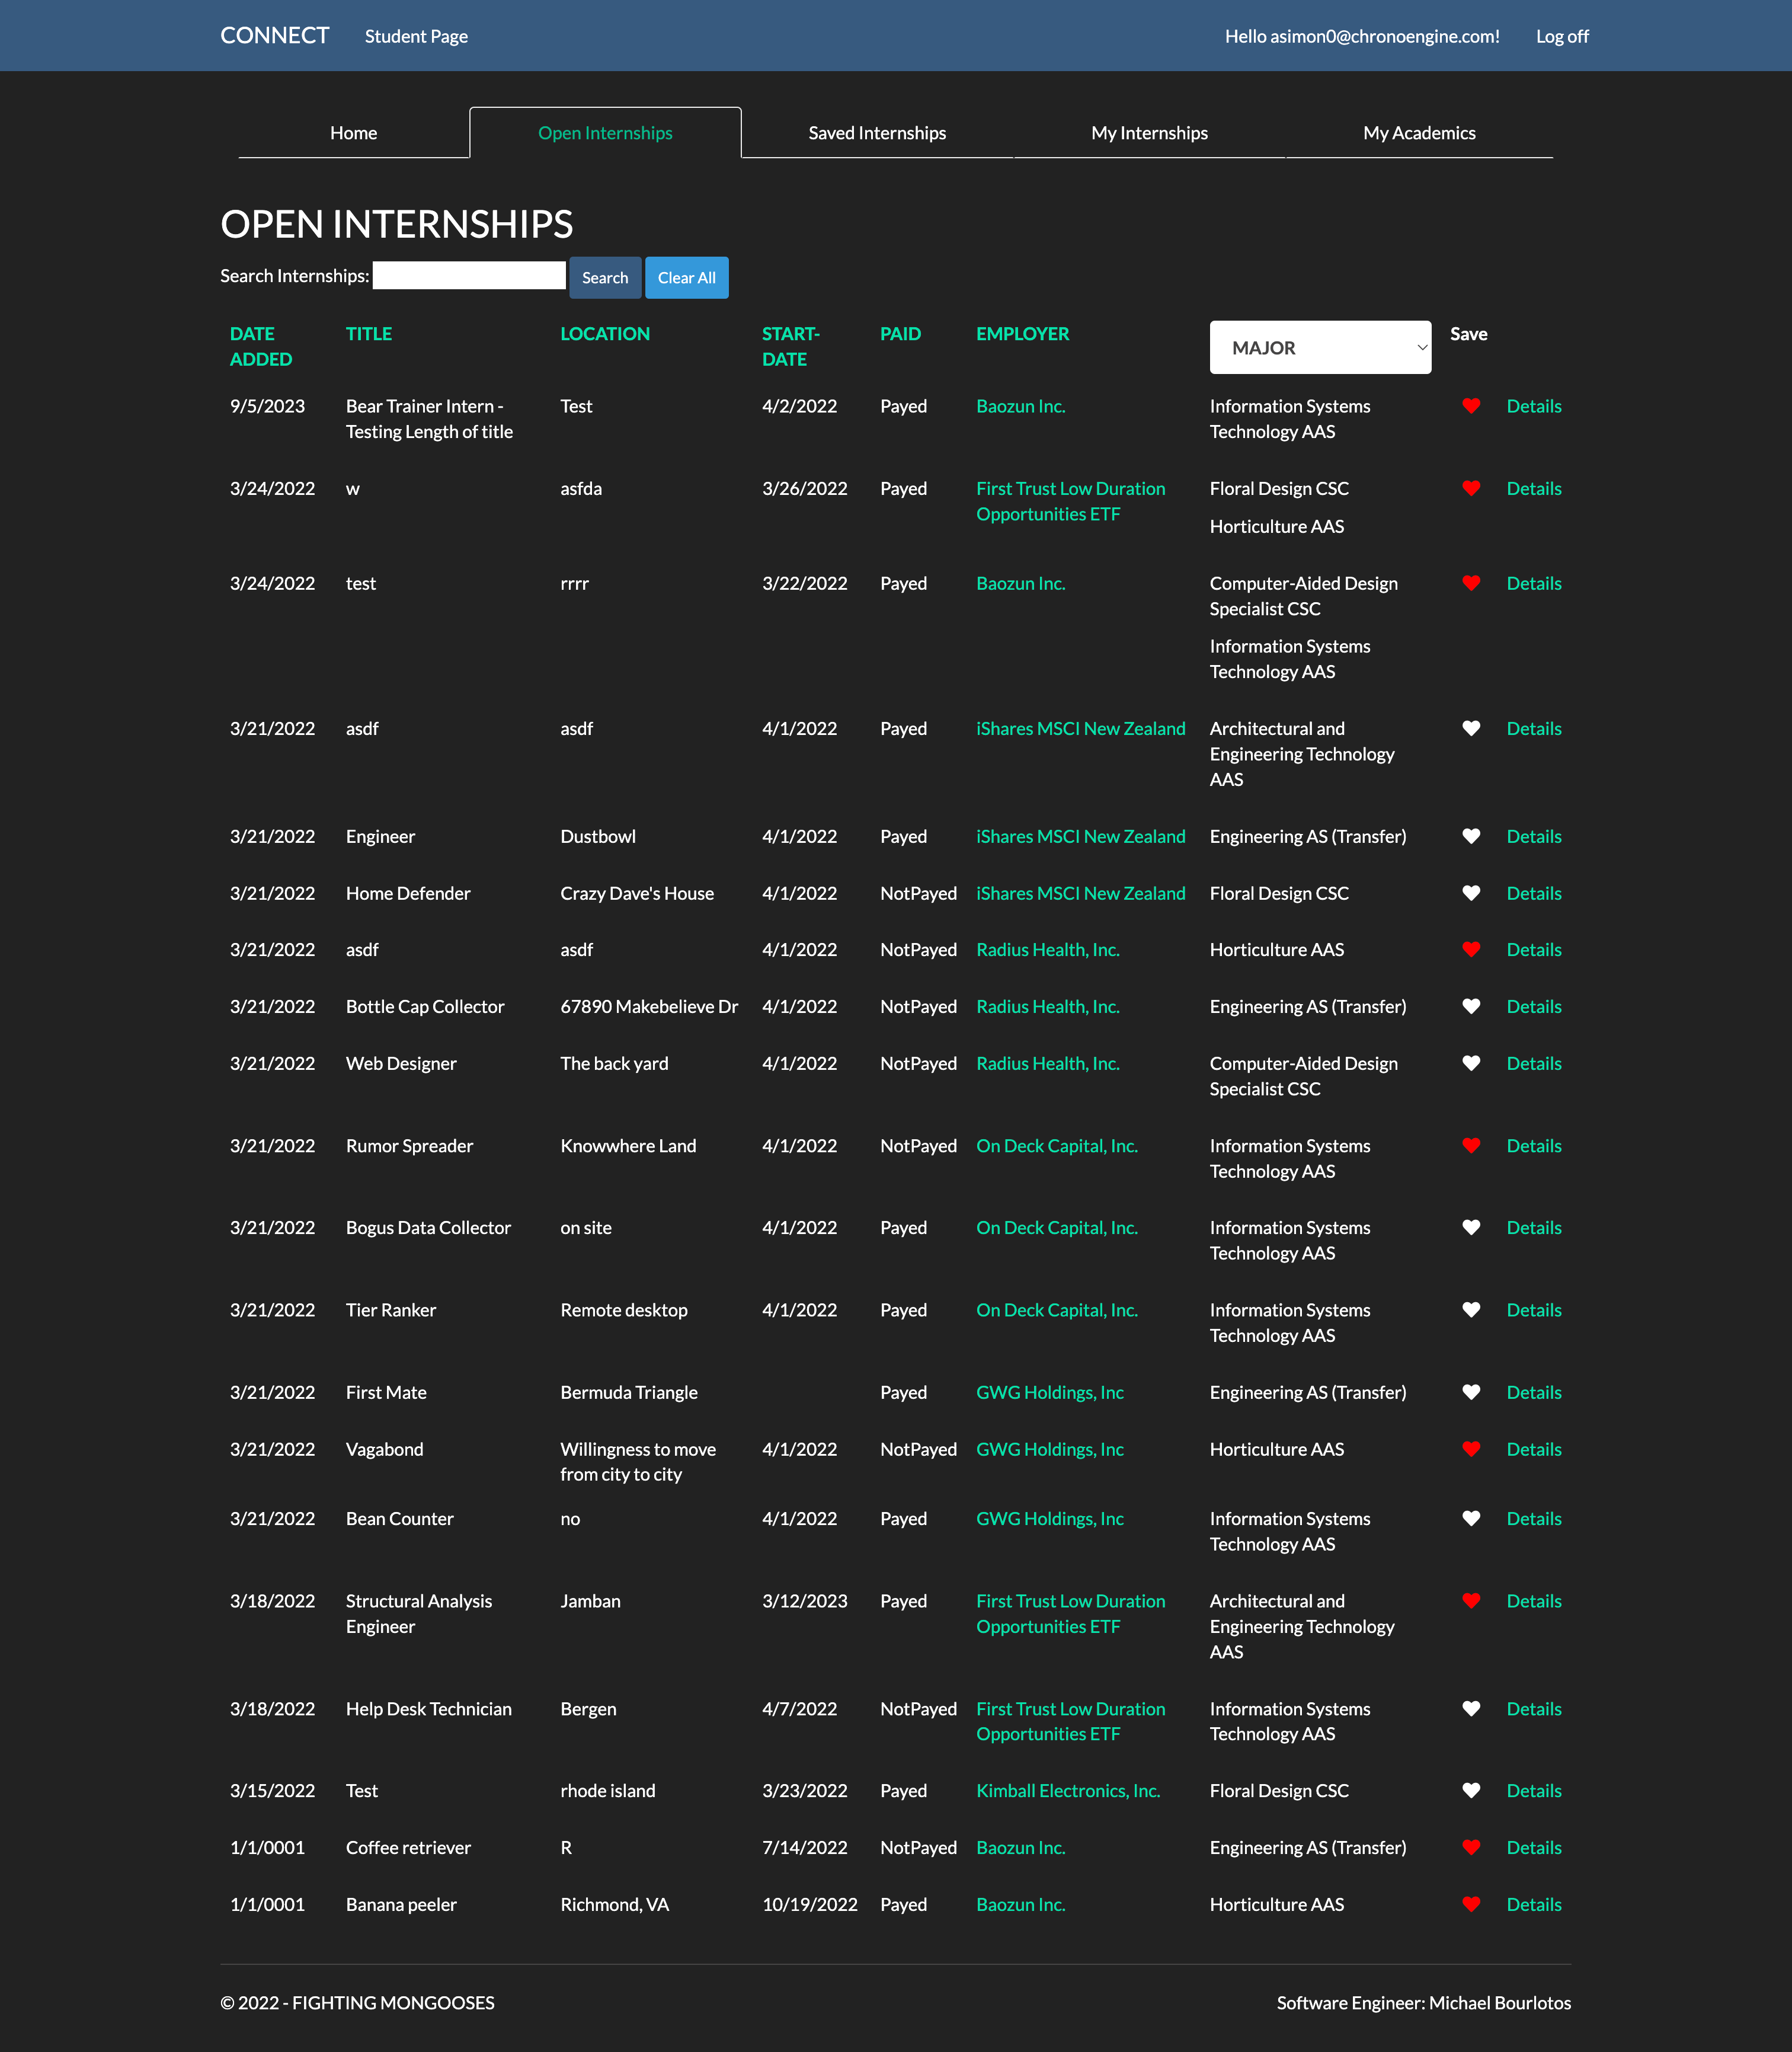 CONNECT Student Page Hello asimon0@chronoengine.com! Log off
Home Open Internships Saved Internships My Internships My Academics
OPEN INTERNSHIPS
Search Internships: Search Clear All
DATE ADDED TITLE LOCATION START-DATE PAID EMPLOYER MAJOR Save
9/5/2023 Bear Trainer Intern - Testing Length of title Test 4/2/2022 Payed Baozun Inc. Information Systems Technology AAS Details
3/24/2022 w asfda 3/26/2022 Payed First Trust Low Duration Opportunities ETF Floral Design CSC Horticulture AAS Details
3/24/2022 test rrrr 3/22/2022 Payed Baozun Inc. Computer-Aided Design Specialist CSC Information Systems Technology AAS Details
3/21/2022 asdf asdf 4/1/2022 Payed iShares MSCI New Zealand Architectural and Engineering Technology AAS Details
3/21/2022 Engineer Dustbowl 4/1/2022 Payed iShares MSCI New Zealand Engineering AS (Transfer) Details
3/21/2022 Home Defender Crazy Dave's House 4/1/2022 NotPayed iShares MSCI New Zealand Floral Design CSC Details
3/21/2022 asdf asdf 4/1/2022 NotPayed Radius Health, Inc. Horticulture AAS Details
3/21/2022 Bottle Cap Collector 67890 Makebelieve Dr 4/1/2022 NotPayed Radius Health, Inc. Engineering AS (Transfer) Details
3/21/2022 Web Designer The back yard 4/1/2022 NotPayed Radius Health, Inc. Computer-Aided Design Specialist CSC Details
3/21/2022 Rumor Spreader Knowwhere Land 4/1/2022 NotPayed On Deck Capital, Inc. Information Systems Technology AAS Details
3/21/2022 Bogus Data Collector on site 4/1/2022 Payed On Deck Capital, Inc. Information Systems Technology AAS Details
3/21/2022 Tier Ranker Remote desktop 4/1/2022 Payed On Deck Capital, Inc. Information Systems Technology AAS Details
3/21/2022 First Mate Bermuda Triangle Payed GWG Holdings, Inc Engineering AS (Transfer) Details
3/21/2022 Vagabond Willingness to move from city to city 4/1/2022 NotPayed GWG Holdings, Inc Horticulture AAS Details
3/21/2022 Bean Counter no 4/1/2022 Payed GWG Holdings, Inc Information Systems Technology AAS Details
3/18/2022 Structural Analysis Engineer Jamban 3/12/2023 Payed First Trust Low Duration Opportunities ETF Architectural and Engineering Technology AAS Details
3/18/2022 Help Desk Technician Bergen 4/7/2022 NotPayed First Trust Low Duration Opportunities ETF Information Systems Technology AAS Details
3/15/2022 Test rhode island 3/23/2022 Payed Kimball Electronics, Inc. Floral Design CSC Details
1/1/0001 Coffee retriever R 7/14/2022 NotPayed Baozun Inc. Engineering AS (Transfer) Details
1/1/0001 Banana peeler Richmond, VA 10/19/2022 Payed Baozun Inc. Horticulture AAS Details
© 2022 - FIGHTING MONGOOSES Software Engineer: Michael Bourlotos